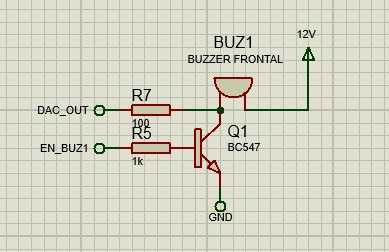 12V
BUZ1
BUZZER FRONTAL
R7
DAC_OUT
100
R5
Q1
EN_BUZ1
BC547
1k
GND